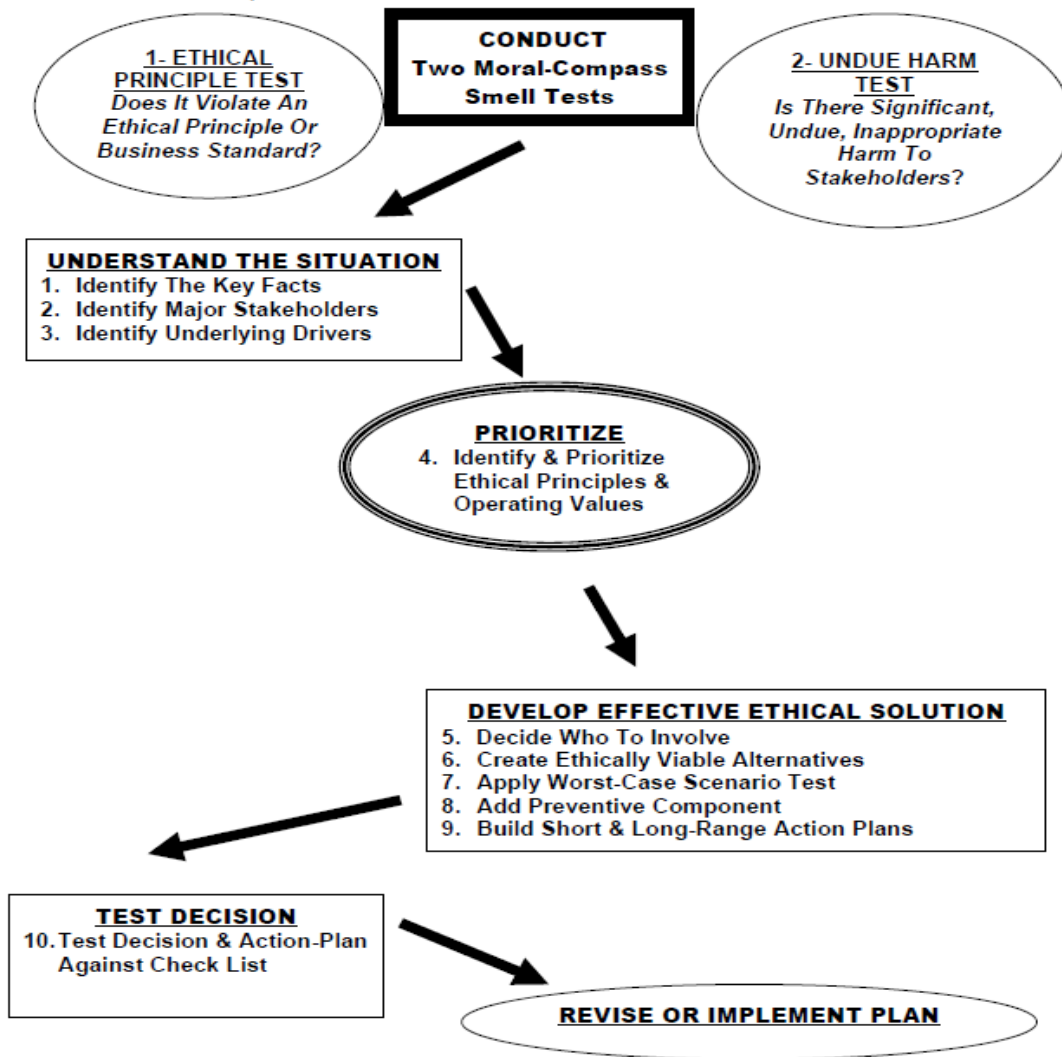 CONDUCT
Two Moral-Compass
Smell Tests
1- ETHICAL
PRINCIPLE TEST
Does It Violate An
Ethical Principle Or
Business Standard?
2- UNDUE HARM
TEST
Is There Significant,
Undue, Inappropriate
Harm To
Stakeholders?
UNDERSTAND THE SITUATION
1. Identify The Key Facts
2. Identify Major Stakeholders
3. Identify Underlying Drivers
PRIORITIZE
4. Identify & Prioritize
Ethical Principles &
Operating Values
DEVELOP EFFECTIVE ETHICAL SOLUTION
5. Decide Who To Involve
6. Create Ethically Viable Alternatives
7. Apply Worst-Case Scenario Test
8. Add Preventive Component
9. Build Short & Long-Range Action Plans
TEST DECISION
10. Test Decision & Action-Plan
Against Check List
REVISE OR IMPLEMENT PLAN